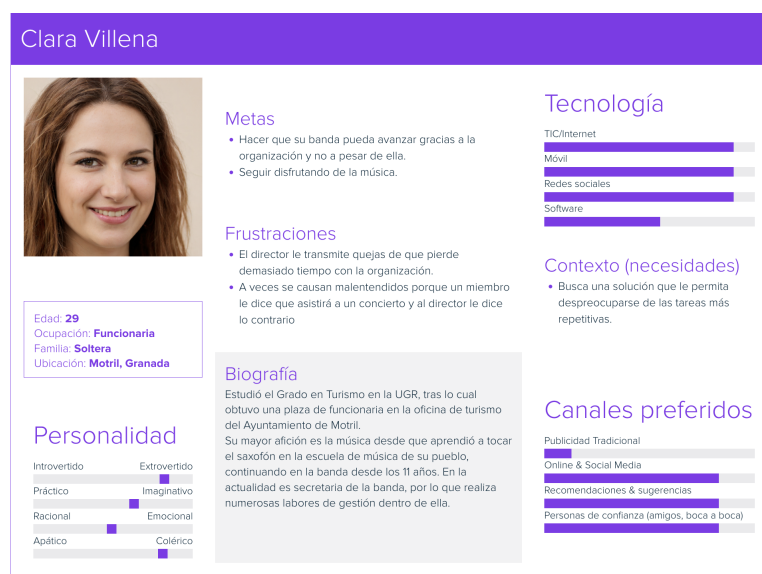 Clara Villena
Edad: 29
Ocupación: Funcionaria
Familia: Soltera
Ubicación: Motril, Granada
Personalidad
Introvertido Extrovertido
Práctico Imaginativo
Racional Emocional
Apático Colérico
Metas
• Hacer que su banda pueda avanzar gracias a la
organización y no a pesar de ella.
• Seguir disfrutando de la música.
Frustraciones
• El director le transmite quejas de que pierde
demasiado tiempo con la organización.
• A veces se causan malentendidos porque un miembro
le dice que asistirá a un concierto y al director le dice
lo contrario
Biografía
Estudió el Grado en Turismo en la UGR, tras lo cual
obtuvo una plaza de funcionaria en la oficina de turismo
del Ayuntamiento de Motril.
Su mayor afición es la música desde que aprendió a tocar
el saxofón en la escuela de música de su pueblo,
continuando en la banda desde los 11 años. En la
actualidad es secretaria de la banda, por lo que realiza
numerosas labores de gestión dentro de ella.
Tecnología
TIC/Internet
Móvil
Redes sociales
Software
Contexto (necesidades)
• Busca una solución que le permita
despreocuparse de las tareas más
repetitivas.
Canales preferidos
Publicidad Tradicional
Online & Social Media
Recomendaciones & sugerencias
Personas de confianza (amigos, boca a boca)